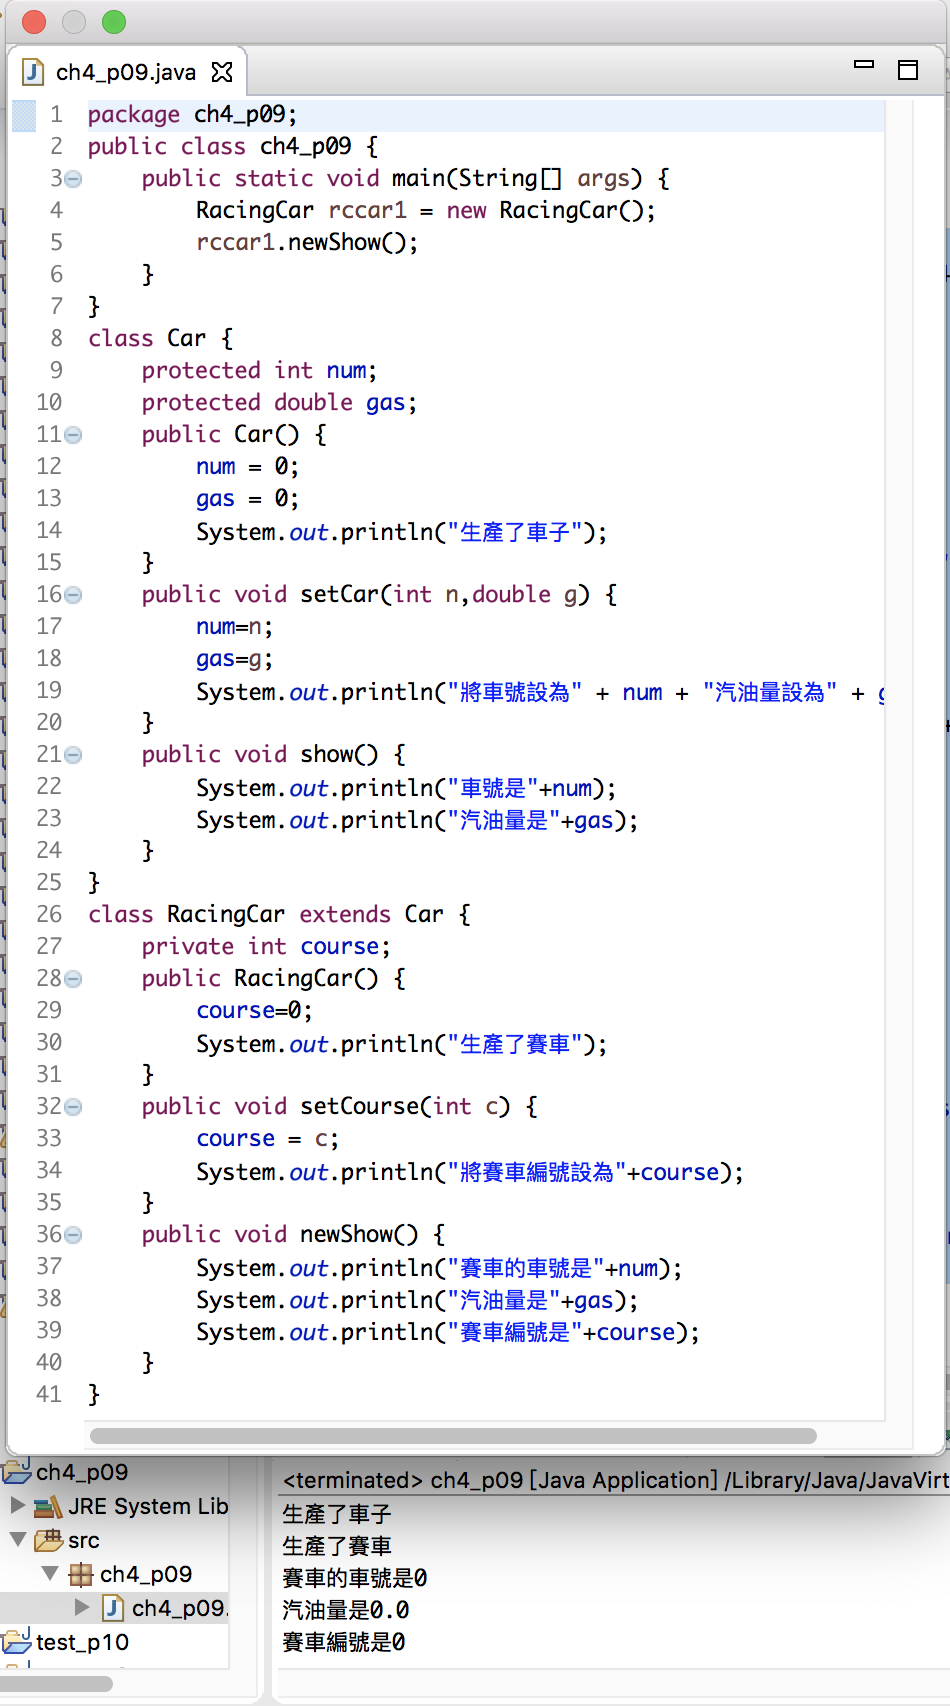 ch4_p09.java
1 package ch4_p09;
2 public class ch4_p09 {
3 public static void main(String[] args) {
4 RacingCar rccar1 = new RacingCar();
5 rccar1.newShow();
6 }
7 }
8 class Car {
9 protected int num;
10 protected double gas;
11 public Car() {
12 num = 0;
13 gas = 0;
14 System.out.println("生產了車子");
15 }
16 public void setCar(int n,double g) {
17 num=n;
18 gas=g;
19 System.out.println("將車號設為" + num + "汽油量設為" + g
20 }
21 public void show() {
22 System.out.println("車號是"+num);
23 System.out.println("汽油量是"+gas);
24 }
25 }
26 class RacingCar extends Car {
27 private int course;
28 public RacingCar() {
29 course=0;
30 System.out.println("生產了賽車");
31 }
32 public void setCourse(int c) {
33 course = c;
34 System.out.println("將賽車編號設為"+course);
35 }
36 public void newShow() {
37 System.out.println("賽車的車號是"+num);
38 System.out.println("汽油量是"+gas);
39 System.out.println("賽車編號是"+course);
40 }
41 }
ch4_p09
JRE System Lib
src
ch4_p09
ch4_p09.
test_p10
<terminated> ch4_p09 [Java Application] /Library/Java/JavaVirt
生產了車子
生產了賽車
賽車的車號是0
汽油量是0.0
賽車編號是0